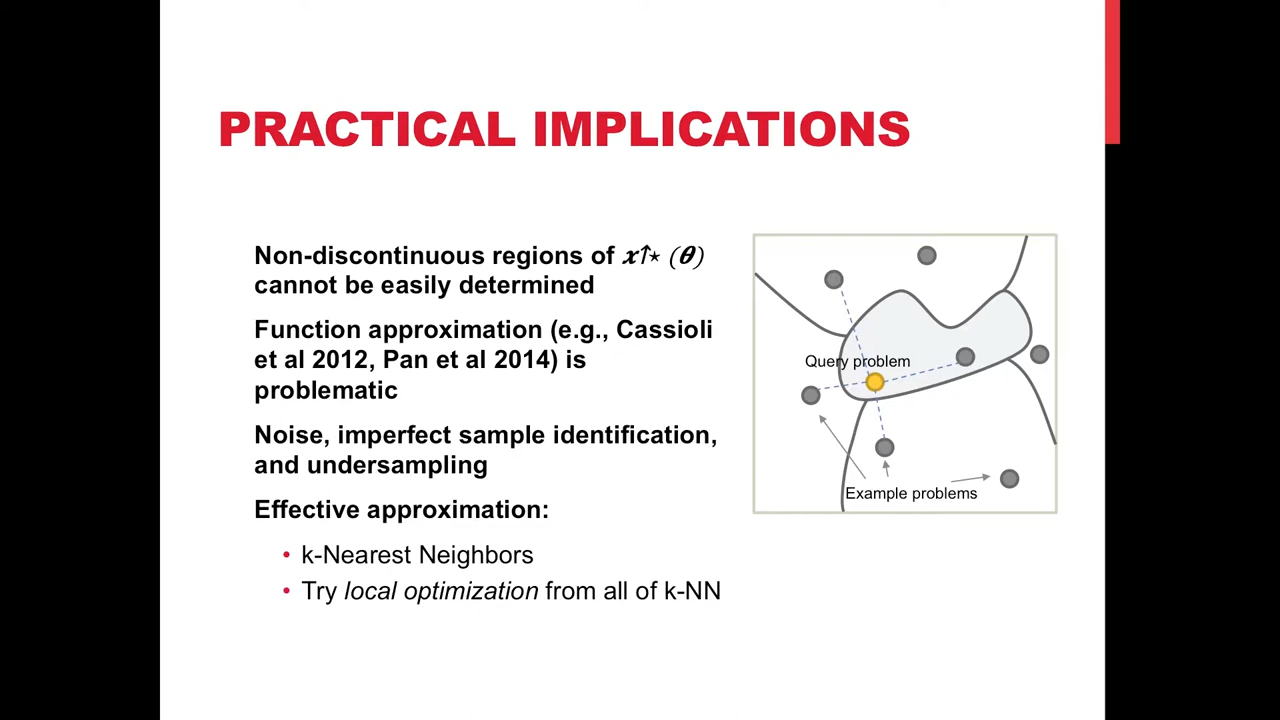 PRACTICAL IMPLICATIONS
Non-discontinuous regions of 𝒙↑⋆ (𝜽)
cannot be easily determined
Function approximation (e.g., Cassioli
et al 2012, Pan et al 2014) is
problematic
Noise, imperfect sample identification,
and undersampling
Effective approximation:
• k-Nearest Neighbors
• Try local optimization from all of k-NN
Query problem
Example problems